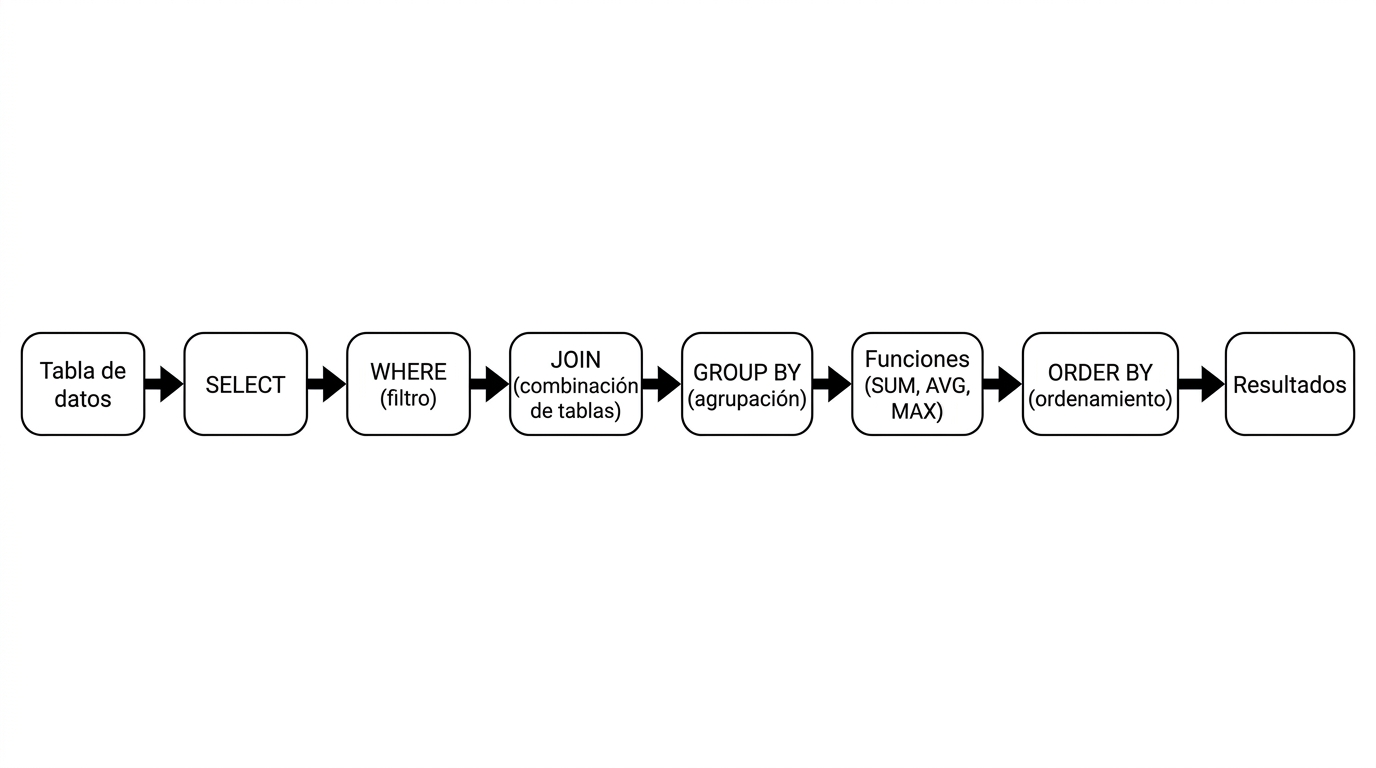 Tabla de
datos
SELECT
WHERE
(filtro)
JOIN
(combinación
de tablas)
GROUP BY
(agrupación)
Funciones
(SUM, AVG,
MAX)
ORDER BY
(ordenamiento)
Resultados